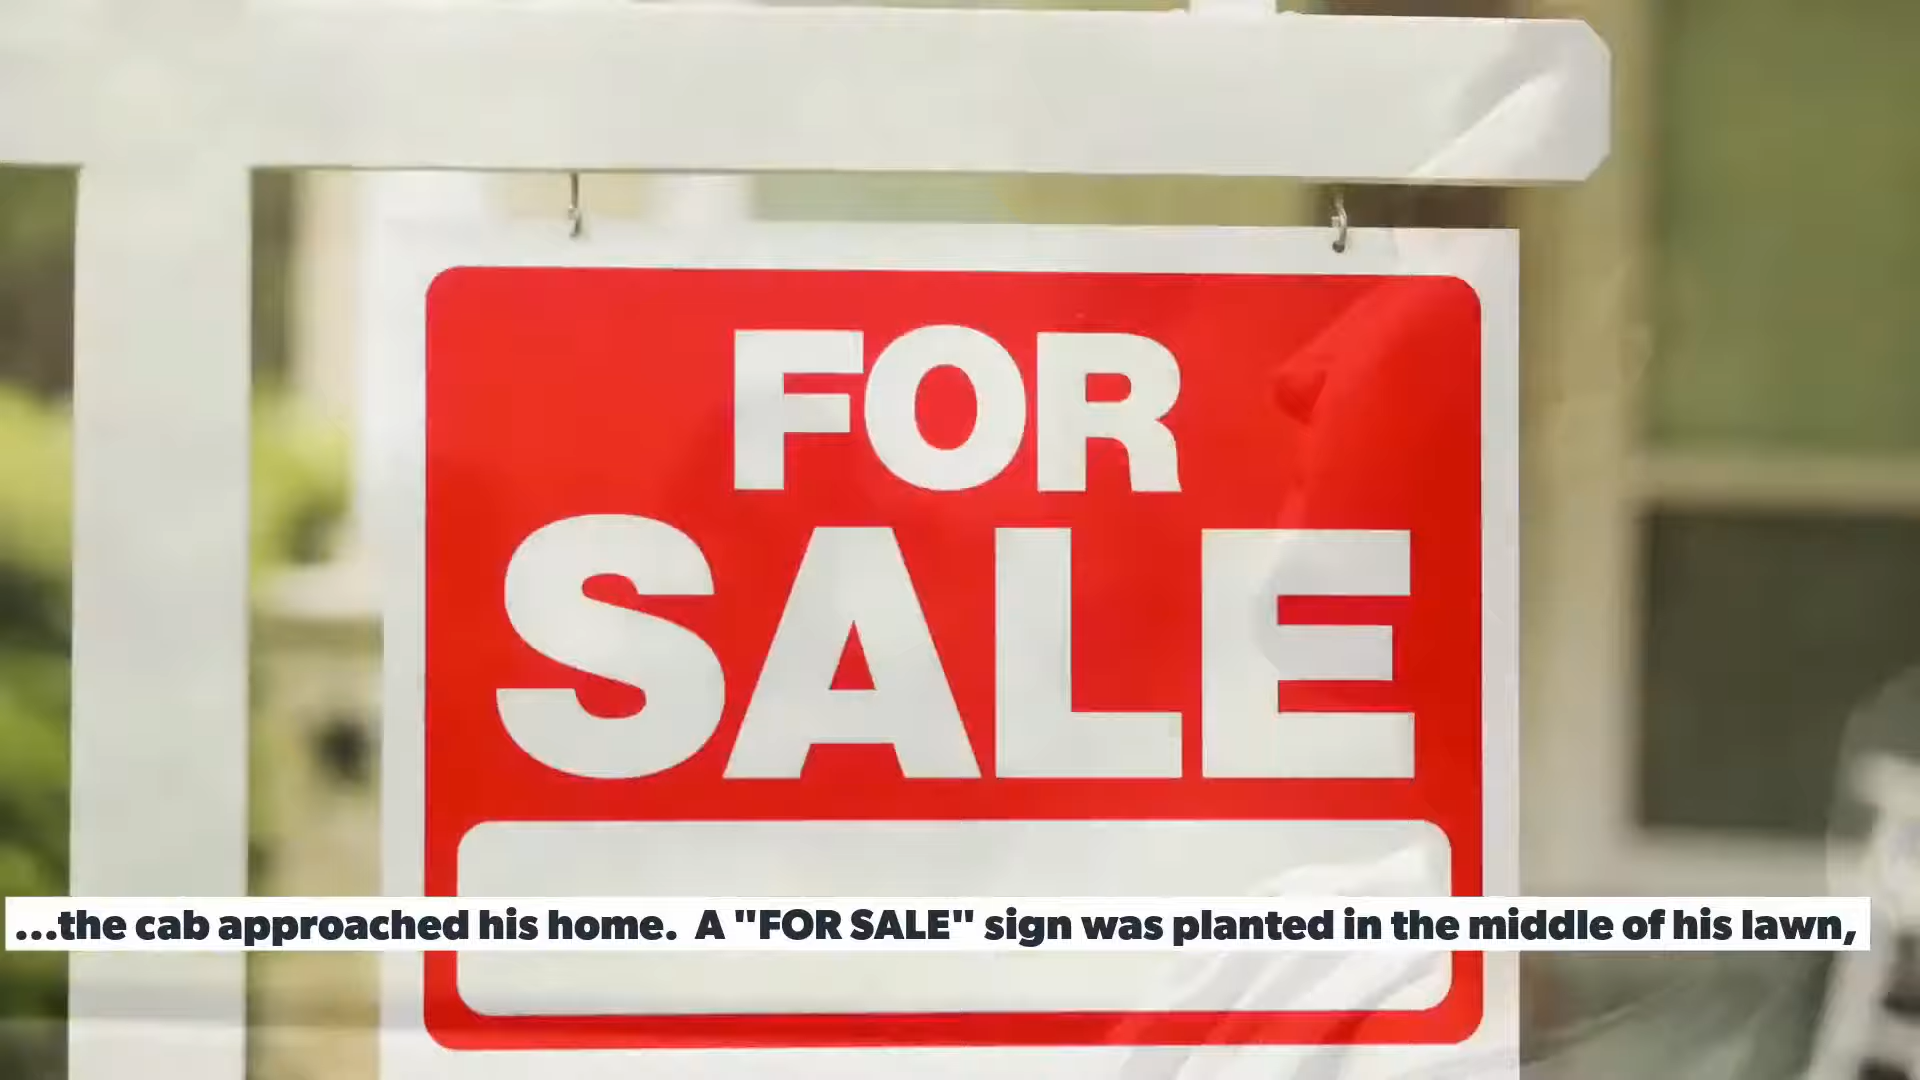 FOR
SALE
...the cab approached his home.  A "FOR SALE" sign was planted in the middle of his lawn,